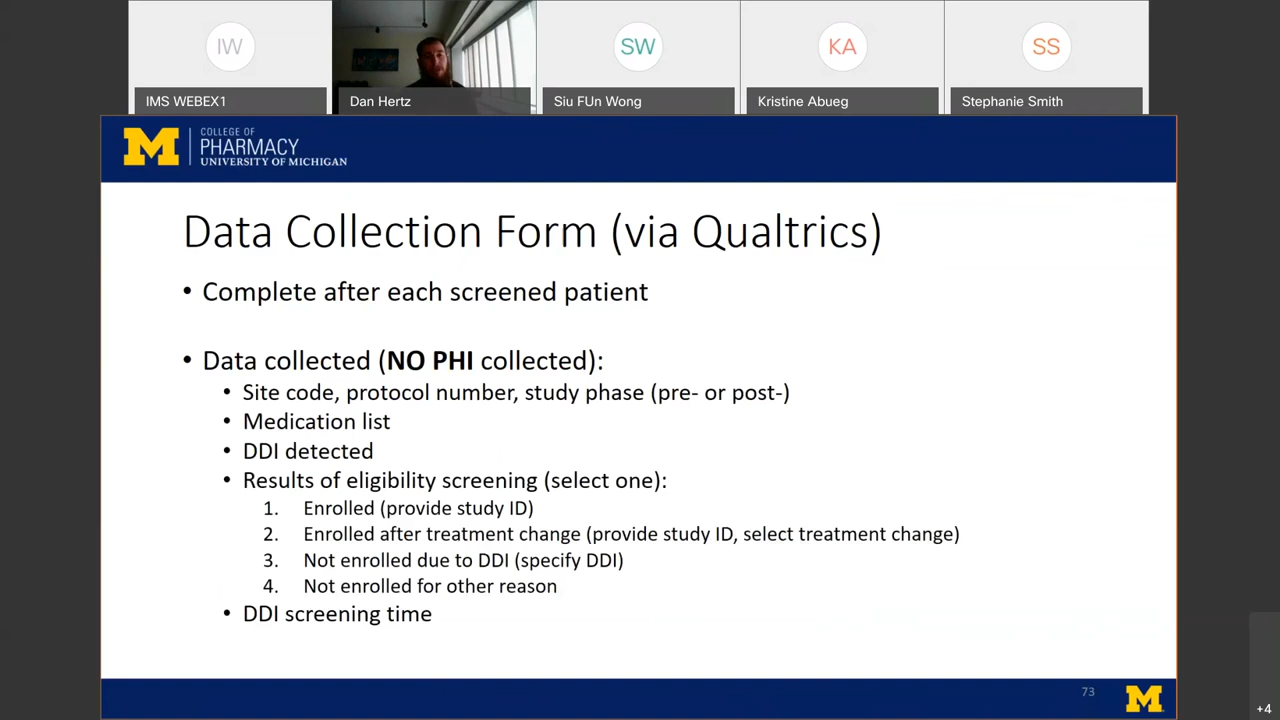 IW
SW
KA
SS
IMS WEBEX1
Dan Hertz
Siu FUn Wong
Kristine Abueg
Stephanie Smith
M
COLLEGE OF
PHARMACY
UNIVERSITY OF MICHIGAN
Data Collection Form (via Qualtrics)
• Complete after each screened patient
• Data collected (NO PHI collected):
• Site code, protocol number, study phase (pre- or post-)
• Medication list
• DDI detected
• Results of eligibility screening (select one):
1. Enrolled (provide study ID)
2. Enrolled after treatment change (provide study ID, select treatment change)
3. Not enrolled due to DDI (specify DDI)
4. Not enrolled for other reason
• DDI screening time
73
M
+4